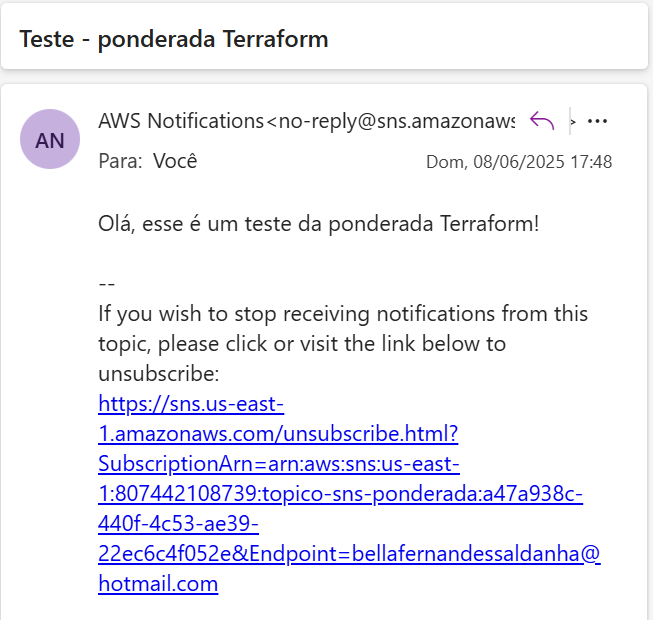 Teste - ponderada Terraform
AN
AWS Notifications<no-reply@sns.amazonaws
>
Para: Você
Dom, 08/06/2025 17:48
Olá, esse é um teste da ponderada Terraform!
--
If you wish to stop receiving notifications from this
topic, please click or visit the link below to
unsubscribe:
https://sns.us-east-
1.amazonaws.com/unsubscribe.html?
SubscriptionArn=arn:aws:sns:us-east-
1:807442108739:topico-sns-ponderada:a47a938c-
440f-4c53-ae39-
22ec6c4f052e&Endpoint=bellafernandessaldanha@
hotmail.com